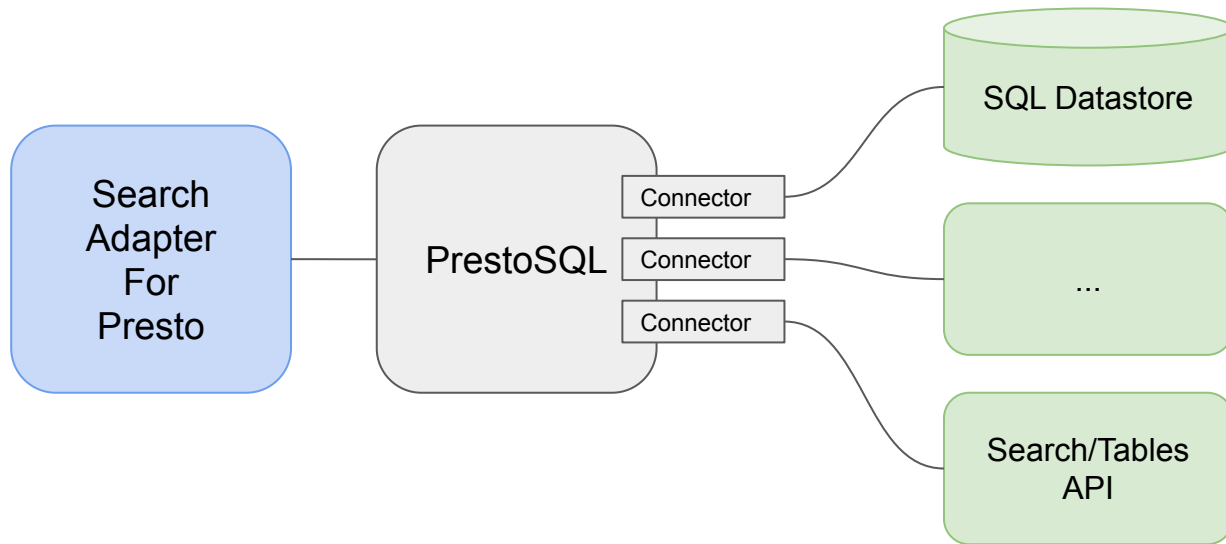 Search
Adapter
For
Presto
PrestoSQL
Connector
Connector
Connector
SQL Datastore
...
Search/Tables
API